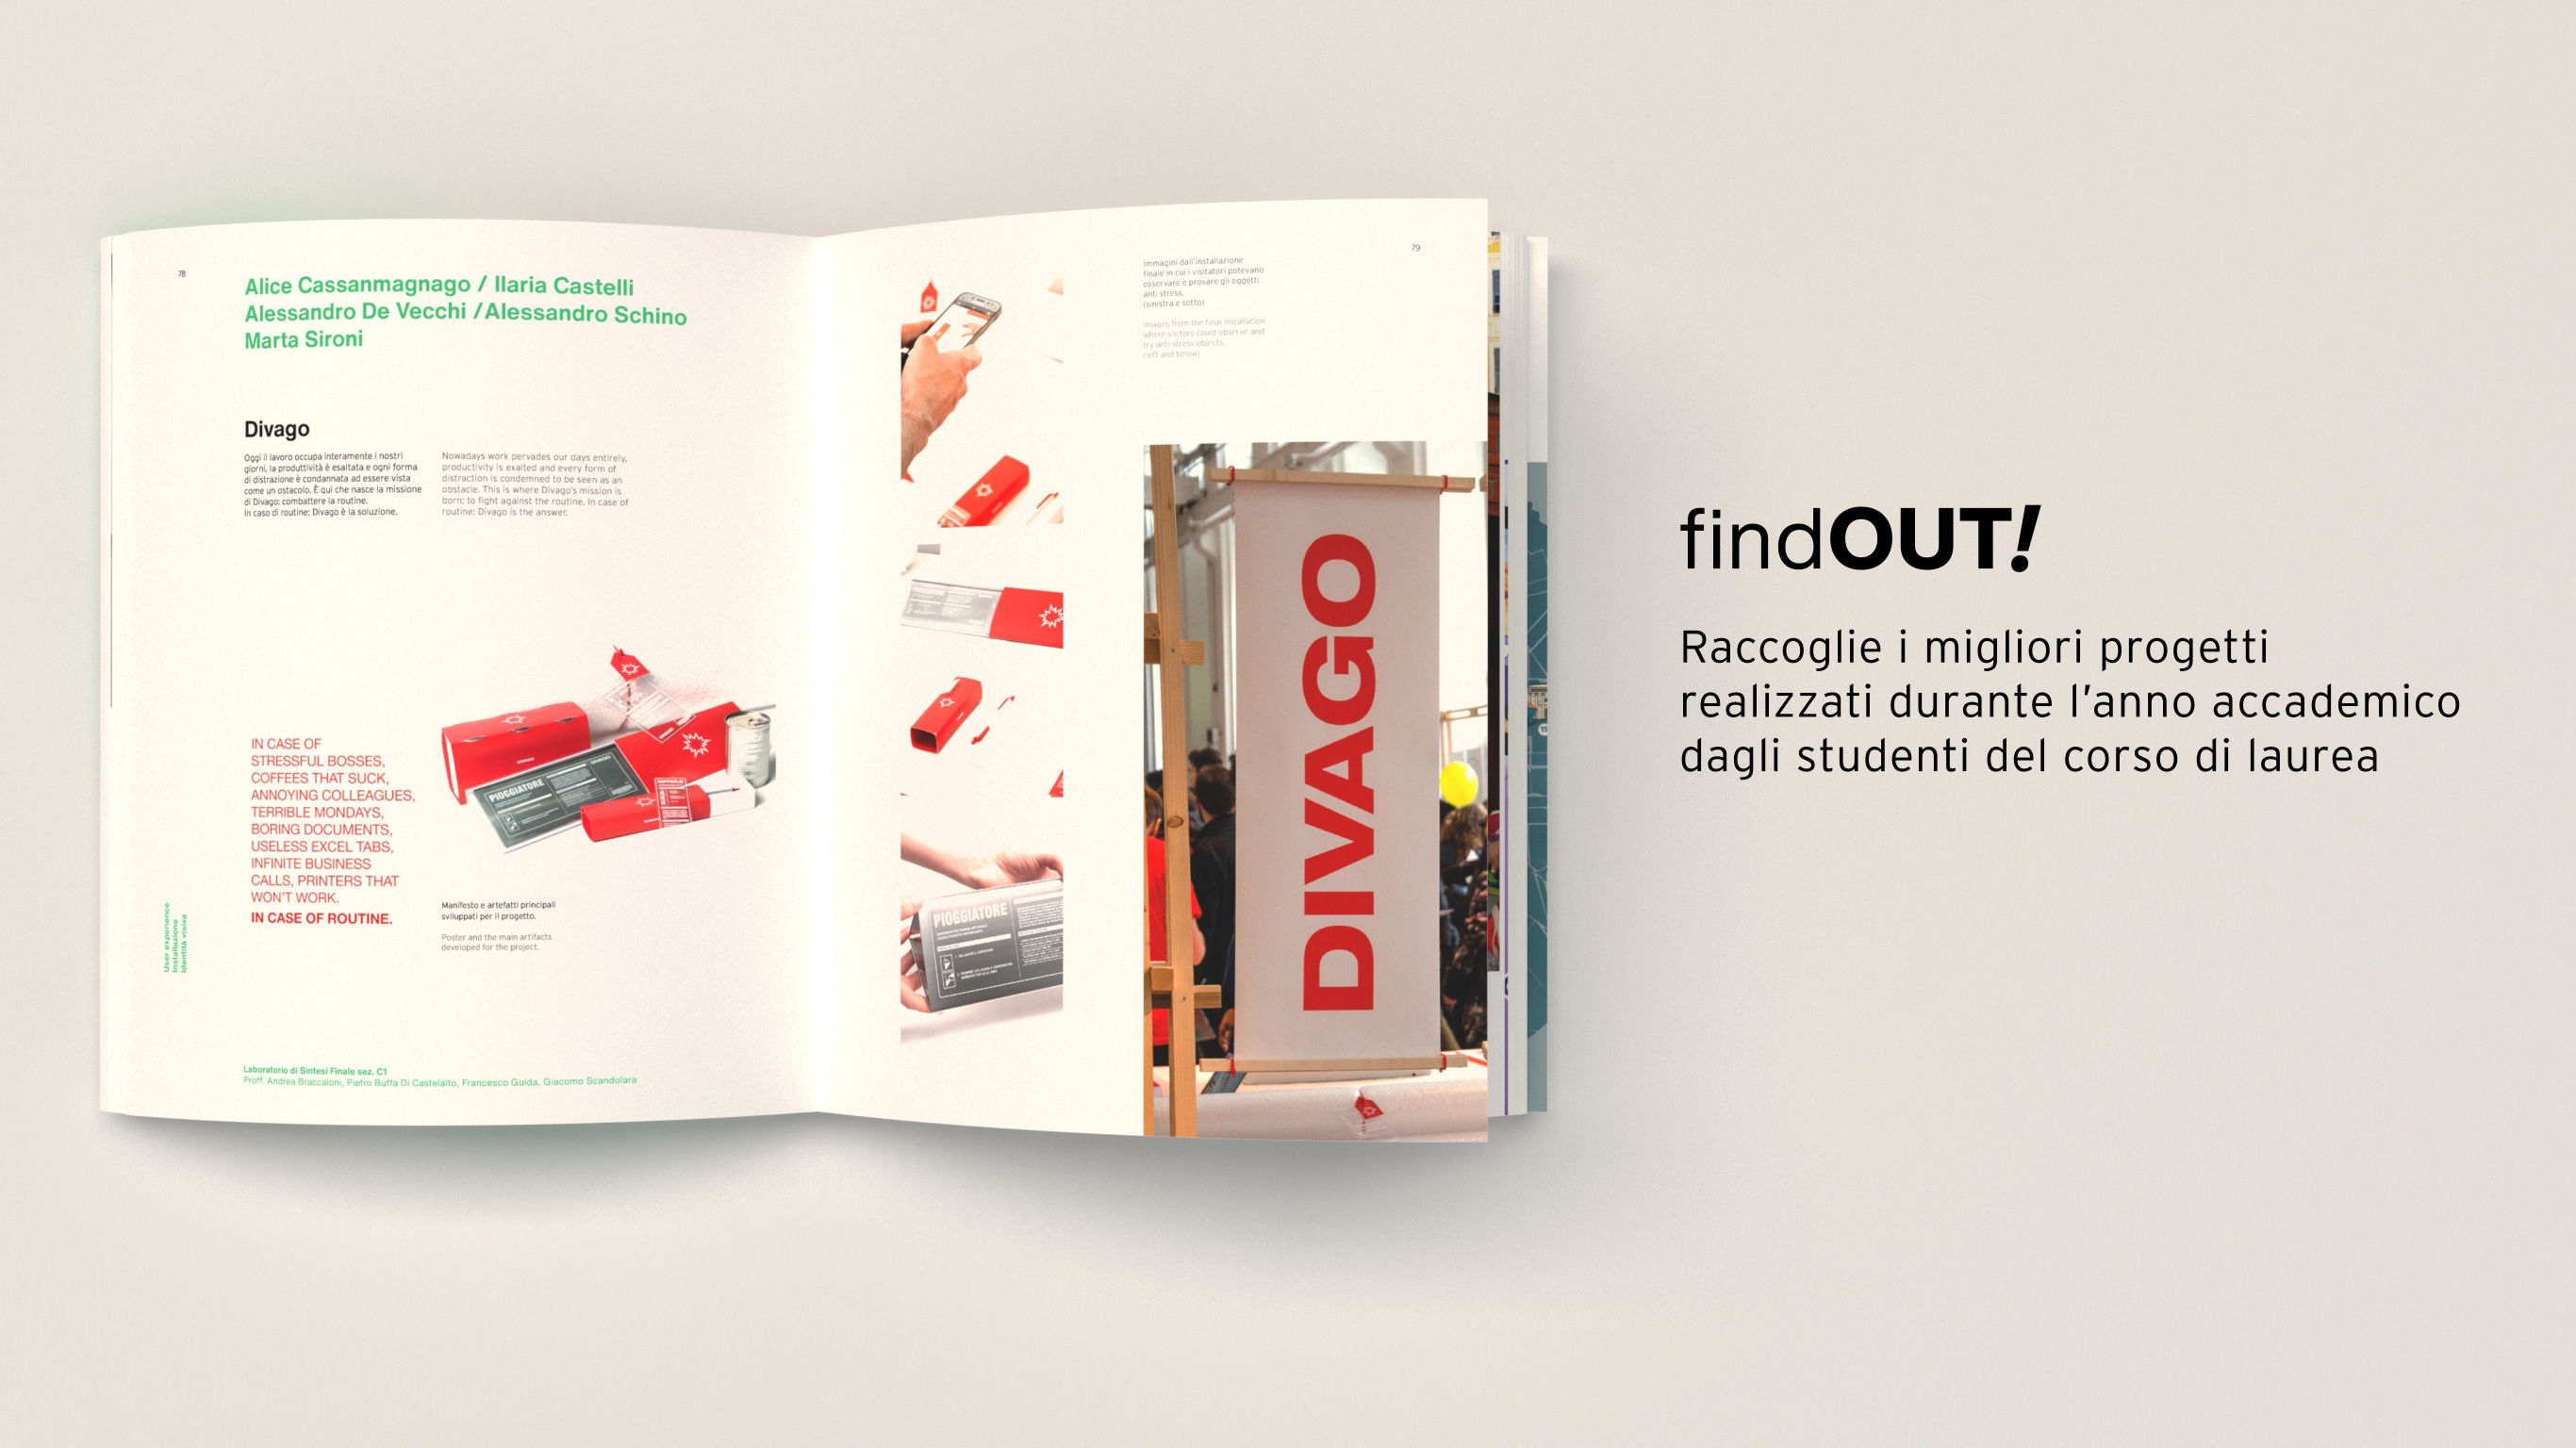 78
Alice Cassanmagnago / Ilaria Castelli
Alessandro De Vecchi /Alessandro Schino
Marta Sironi
Divago
Oggi il lavoro occupa interamente i nostri
giorni, la produttività è esaltata e ogni forma
di distrazione è condannata ad essere vista
come un ostacolo. È qui che nasce la missione
di Divago: combattere la routine.
In caso di routine: Divago è la soluzione.
Nowadays work pervades our days entirely,
productivity is exalted and every form of
distraction is condemned to be seen as an
obstacle. This is where Divago's mission is
born: to fight against the routine. In case of
routine: Divago is the answer.
IN CASE OF
STRESSFUL BOSSES,
COFFEES THAT SUCK,
ANNOYING COLLEAGUES,
TERRIBLE MONDAYS,
BORING DOCUMENTS,
USELESS EXCEL TABS,
INFINITE BUSINESS
CALLS, PRINTERS THAT
WON'T WORK.
IN CASE OF ROUTINE.
PIOGGIATORE
DIVAGO
Manifesto e artefatti principali
sviluppati per il progetto.
Poster and the main artifacts
developed for the project.
User experience
Installazione
Identità visiva
Laboratorio di Sintesi Finale sez. C1
Proff. Andrea Braccaloni, Pietro Buffa Di Castelalto, Francesco Guida, Giacomo Scandolara
79
Immagini dall'installazione
finale in cui i visitatori potevano
osservare e provare gli oggetti
anti stress.
(sinistra e sotto)
Images from the final installation
where visitors could observe and
try anti-stress objects.
(left and below)
PIOGGIATORE
DIVAGO
findOUT!
Raccoglie i migliori progetti
realizzati durante l'anno accademico
dagli studenti del corso di laurea